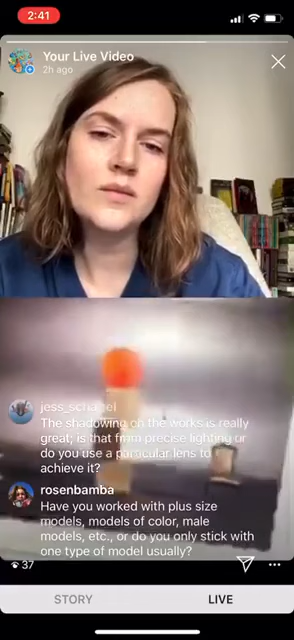 2:41
Your Live Video
2h ago
The shadowing on the works is really
great; is that from precise lighting or
do you use a particular lens to
achieve it?
rosenbamba
Have you worked with plus size
models, models of color, male
models, etc., or do you only stick with
one type of model usually?
37
STORY
LIVE